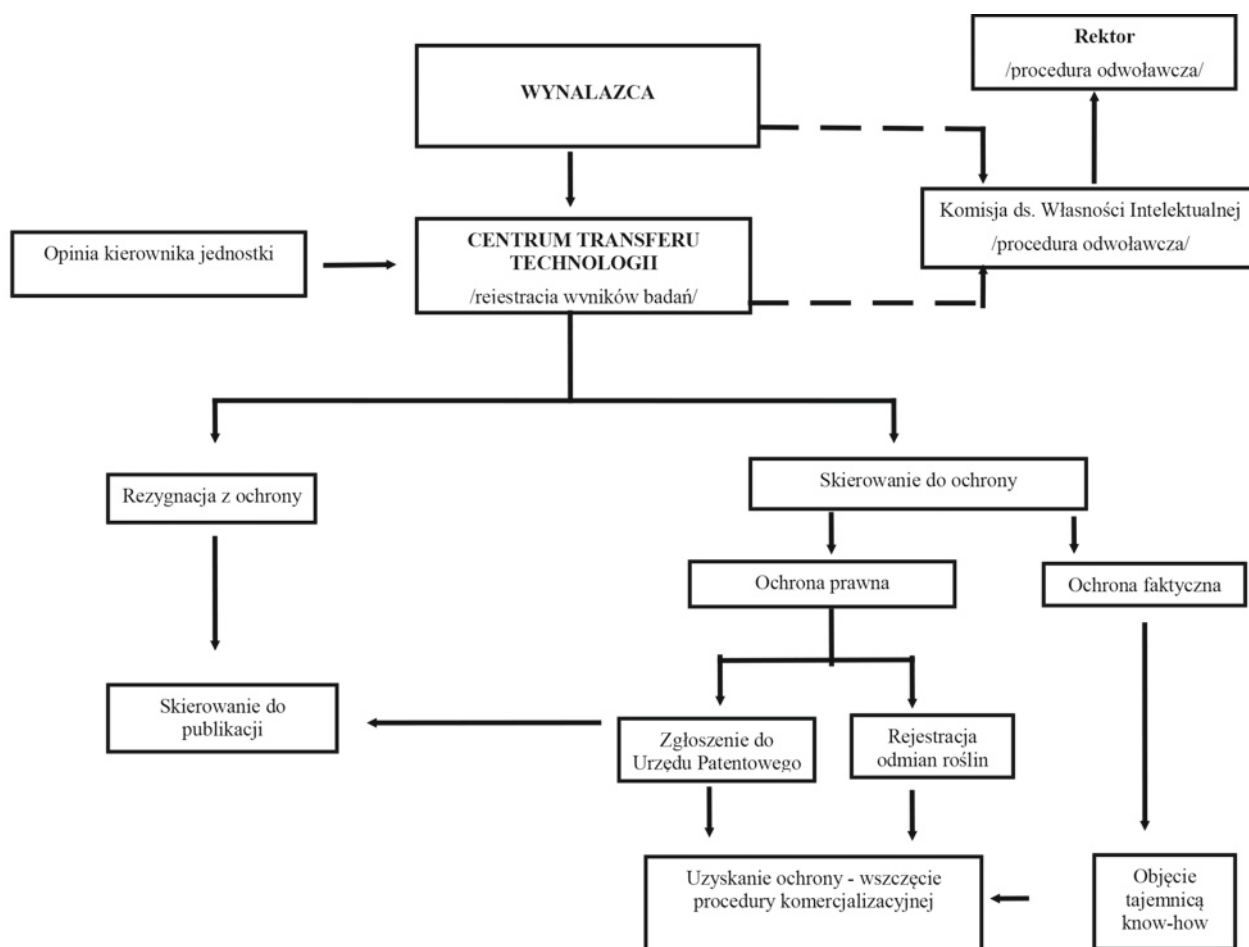 WYNALAZCA
Rektor
/procedura odwoławcza/
Komisja ds. Własności Intelektualnej
/procedura odwoławcza/
Opinia kierownika jednostki
CENTRUM TRANSFERU
TECHNOLOGII
/rejestracja wyników badań/
Rezygnacja z ochrony
Skierowanie do ochrony
Ochrona prawna
Ochrona faktyczna
Skierowanie do
publikacji
Zgłoszenie do
Urzędu Patentowego
Rejestracja
odmian roślin
Uzyskanie ochrony - wszczęcie
procedury komercjalizacyjnej
Objęcie
tajemnicą
know-how